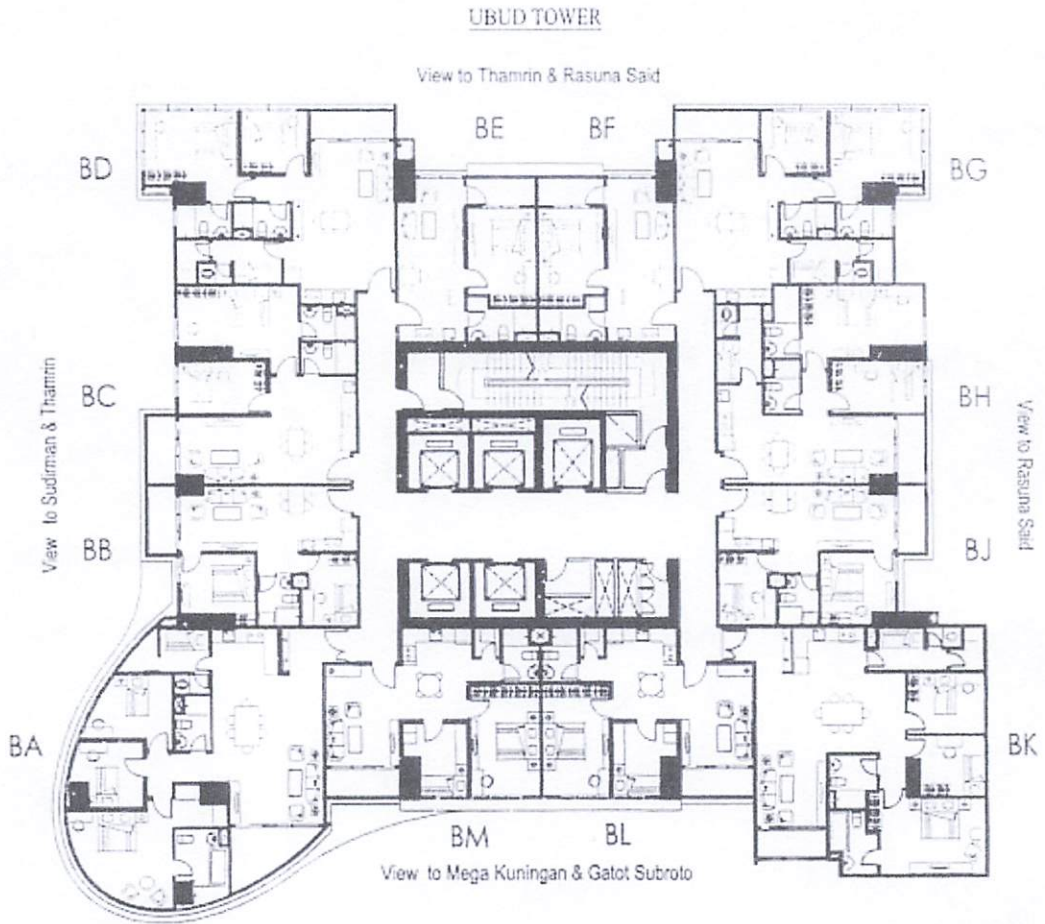 UBUD TOWER
View to Thamrin & Rasuna Said
BE
BF
BD
BG
BC
BH
View to Sudirman & Thamrin
View to Rasuna Said
BB
BJ
BA
BK
BM
BL
View to Mega Kuningan & Gatot Subroto